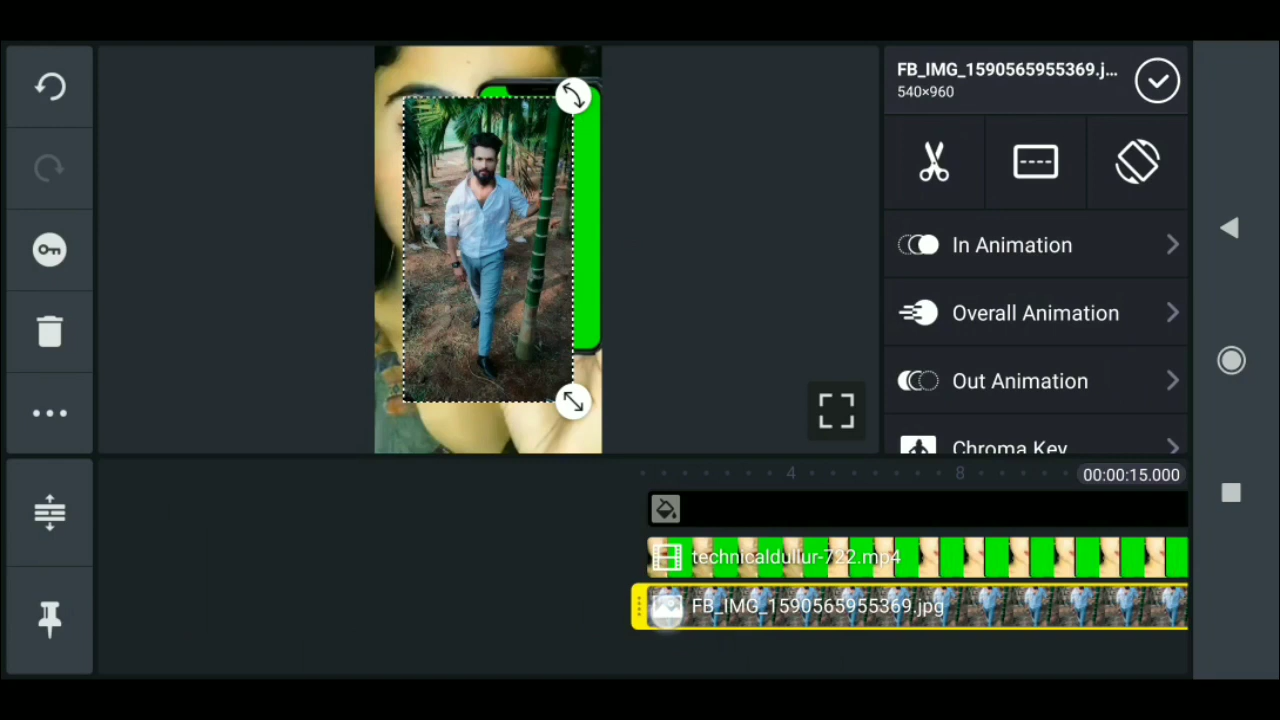 FB_IMG_1590565955369.j...
540×960
In Animation
Overall Animation
Out Animation
Chroma Key
4
8
00:00:15.000
technicaldullur-722.mp4
FB_IMG_1590565955369.jpg